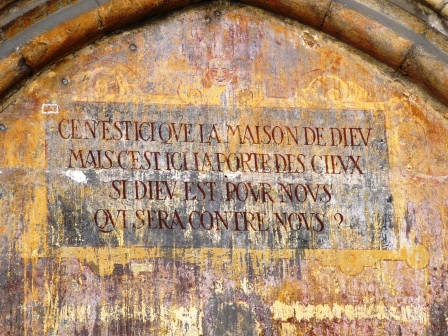 CE N'EST ICI QVE LA MAISON DE DIEV
MAIS C'EST ICI LA PORTE DES CIEVX
SI DIEV EST POVR NOVS
QVI SERA CONTRE NOVS ?